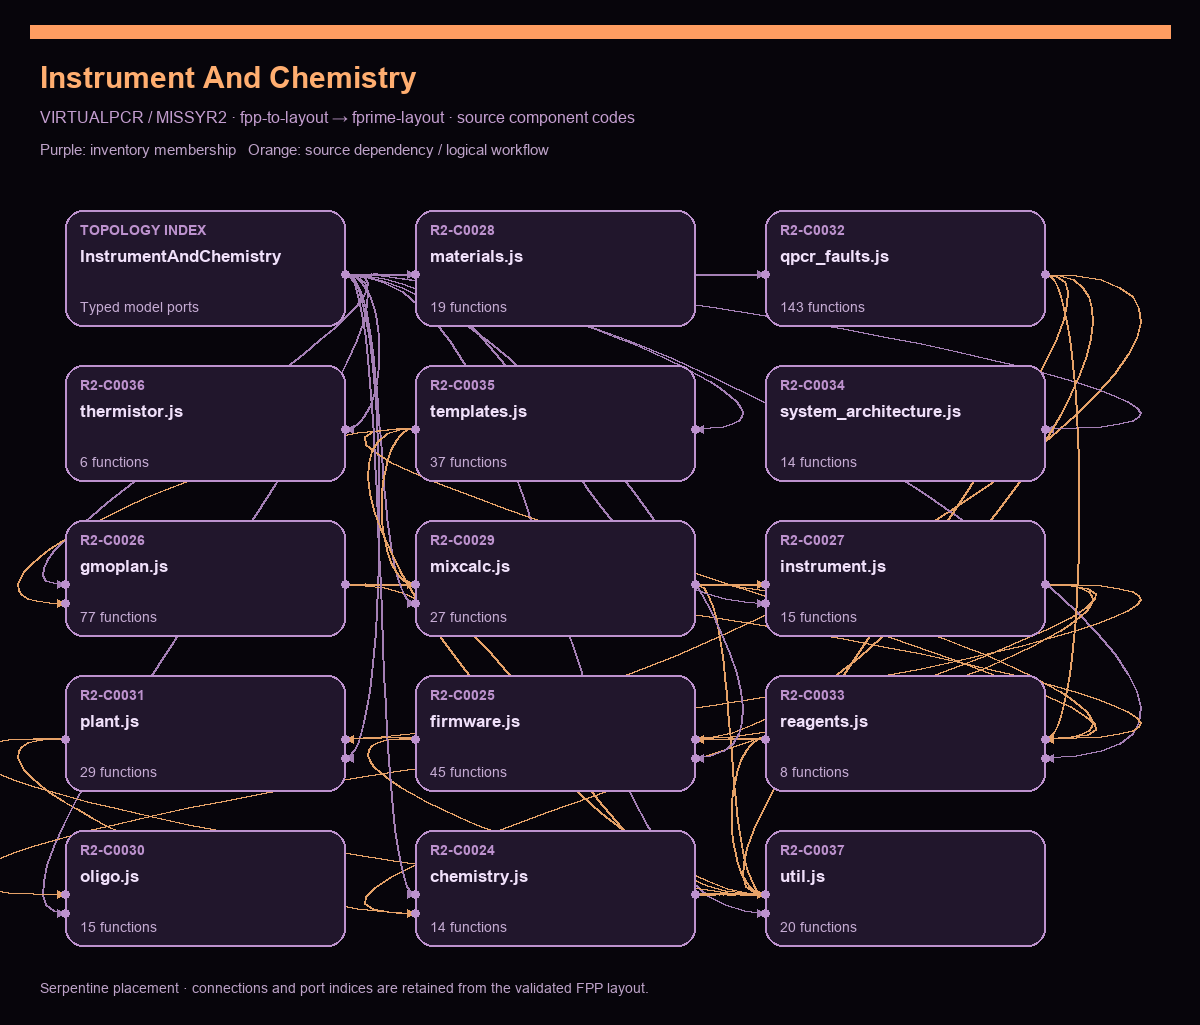 Instrument And Chemistry
VIRTUALPCR / MISSYR2 · fpp-to-layout → fprime-layout · source component codes
Purple: inventory membership   Orange: source dependency / logical workflow
TOPOLOGY INDEX
InstrumentAndChemistry
Typed model ports
R2-C0028
materials.js
19 functions
R2-C0032
qpcr_faults.js
143 functions
R2-C0036
thermistor.js
6 functions
R2-C0035
templates.js
37 functions
R2-C0034
system_architecture.js
14 functions
R2-C0026
gmoplan.js
77 functions
R2-C0029
mixcalc.js
27 functions
R2-C0027
instrument.js
15 functions
R2-C0031
plant.js
29 functions
R2-C0025
firmware.js
45 functions
R2-C0033
reagents.js
8 functions
R2-C0030
oligo.js
15 functions
R2-C0024
chemistry.js
14 functions
R2-C0037
util.js
20 functions
Serpentine placement · connections and port indices are retained from the validated FPP layout.